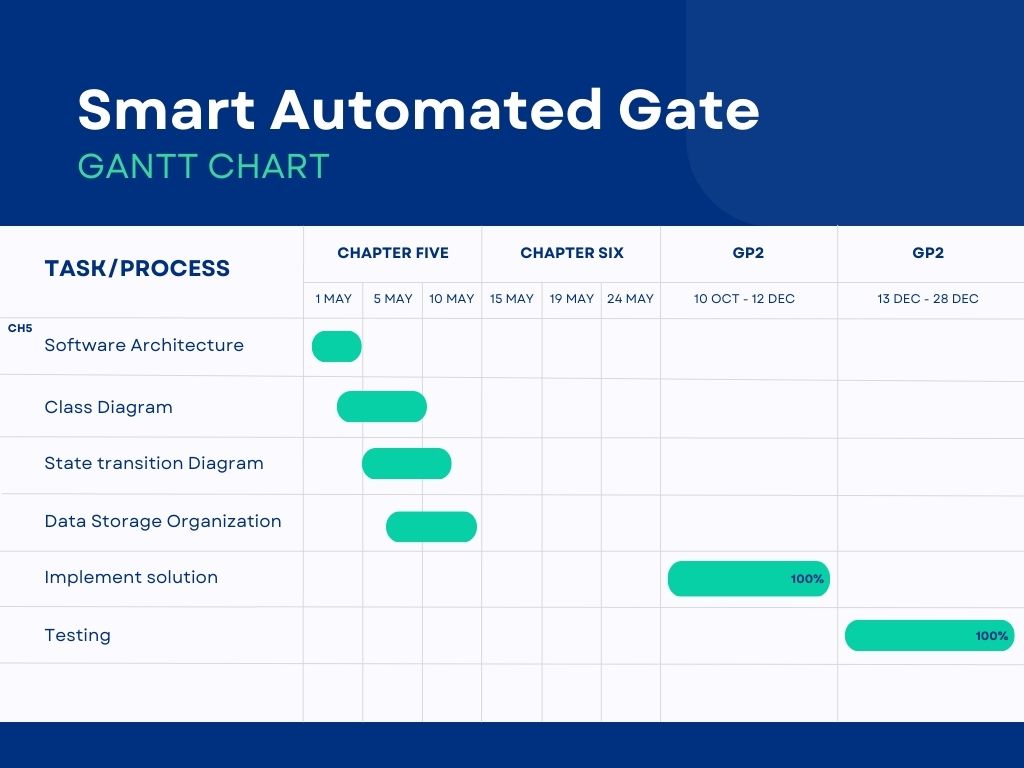 Smart Automated Gate
GANTT CHART
TASK/PROCESS
CHAPTER FIVE
CHAPTER SIX
GP2
GP2
1 MAY
5 MAY
10 MAY
15 MAY
19 MAY
24 MAY
10 OCT - 12 DEC
13 DEC - 28 DEC
CH5
Software Architecture
Class Diagram
State transition Diagram
Data Storage Organization
Implement solution
100%
Testing
100%